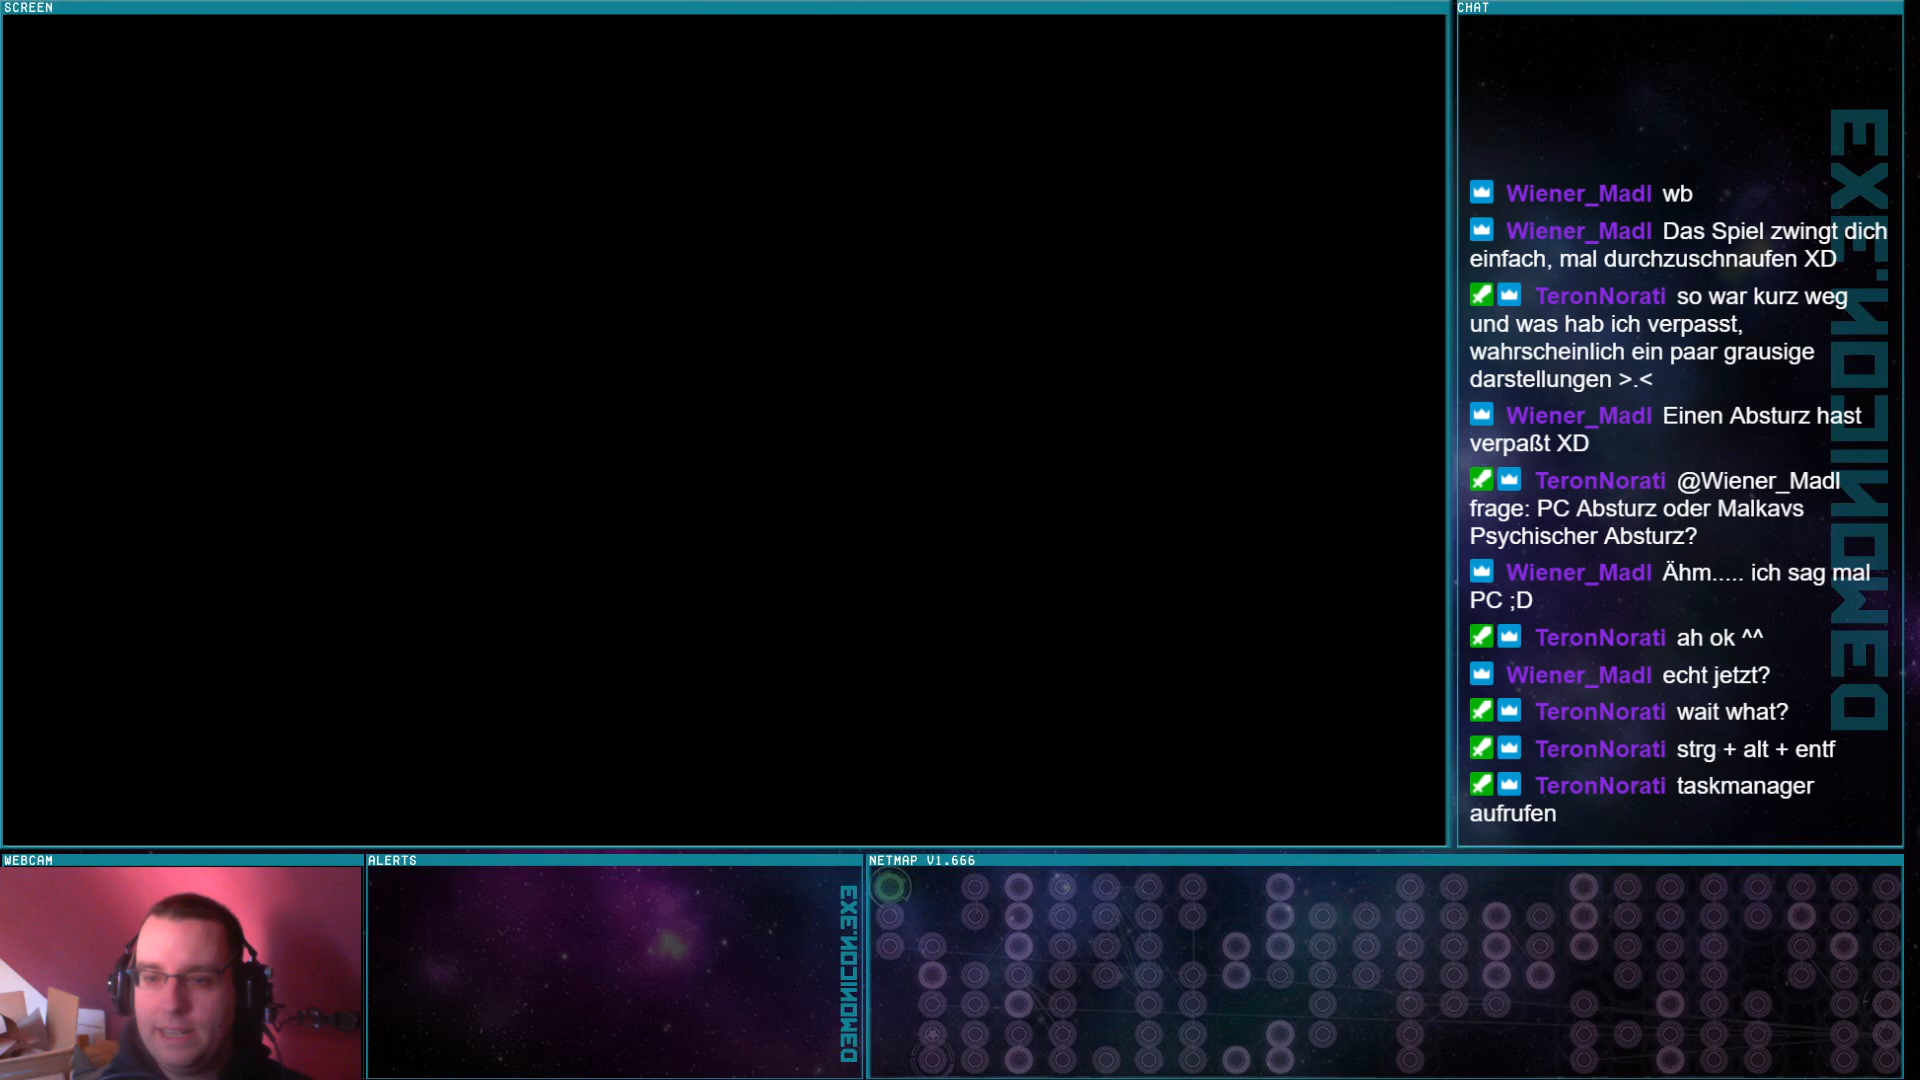 SCREEN
CHAT
Wiener_Madl wb
Wiener_Madl Das Spiel zwingt dich
einfach, mal durchzuschnaufen XD
TeronNorati so war kurz weg
und was hab ich verpasst,
wahrscheinlich ein paar grausige
darstellungen >.<
Wiener_Madl Einen Absturz hast
verpaßt XD
TeronNorati @Wiener_Madl
frage: PC Absturz oder Malkavs
Psychischer Absturz?
Wiener_Madl Ähm..... ich sag mal
PC ;D
TeronNorati ah ok ^^
Wiener_Madl echt jetzt?
TeronNorati wait what?
TeronNorati strg + alt + entf
TeronNorati taskmanager
aufrufen
WEBCAM
ALERTS
NETMAP V1.666